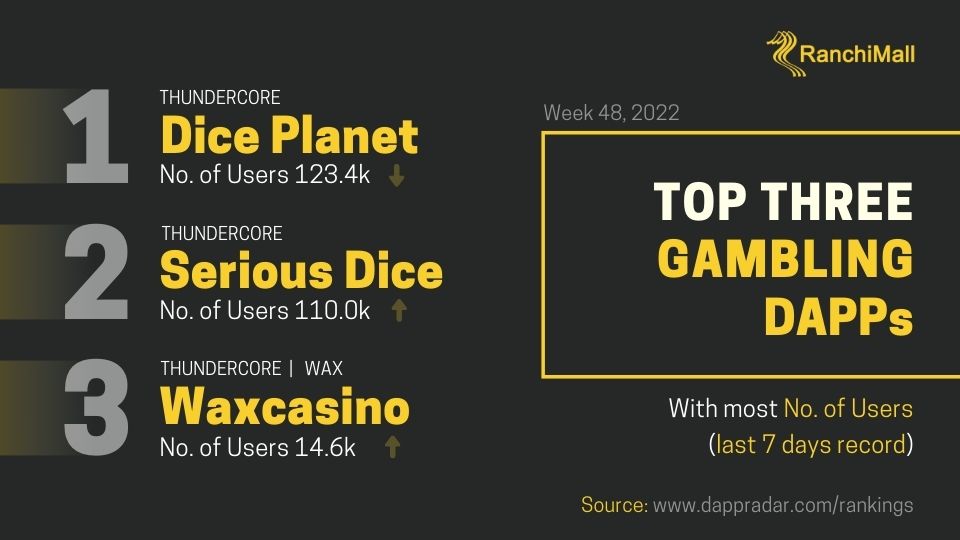 RanchiMall
1
THUNDERCORE
Dice Planet
No. of Users 123.4k
2
THUNDERCORE
Serious Dice
No. of Users 110.0k
3
THUNDERCORE | WAX
Waxcasino
No. of Users 14.6k
Week 48, 2022
TOP THREE
GAMBLING
DAPPs
With most No. of Users
(last 7 days record)
Source: www.dappradar.com/rankings